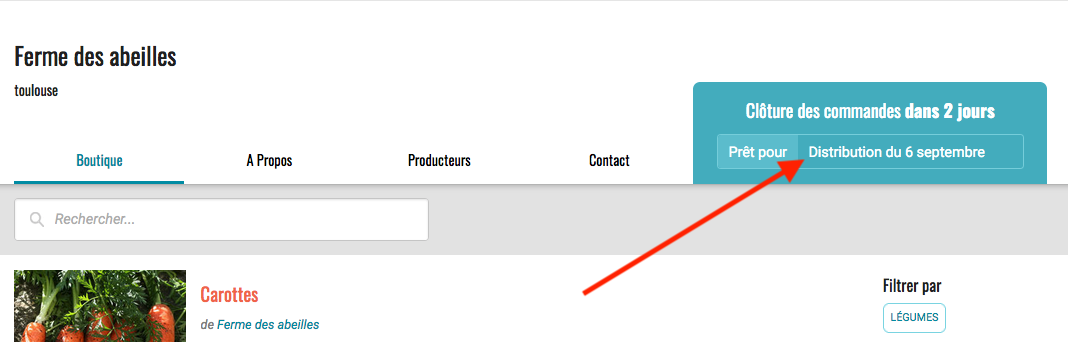 Ferme des abeilles
toulouse
Clôture des commandes dans 2 jours
Prêt pour Distribution du 6 septembre
Boutique A Propos Producteurs Contact
Rechercher...
Carottes
de Ferme des abeilles
Filtrer par
LÉGUMES